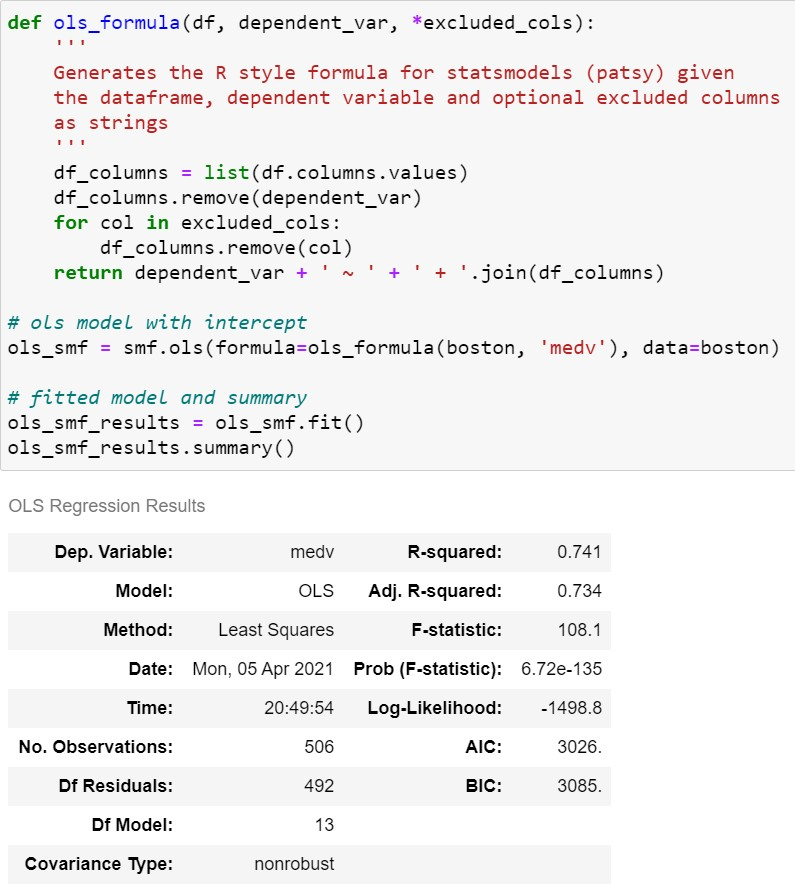 def ols_formula(df, dependent_var, *excluded_cols):
    '''
    Generates the R style formula for statsmodels (patsy) given
    the dataframe, dependent variable and optional excluded columns
    as strings
    '''
    df_columns = list(df.columns.values)
    df_columns.remove(dependent_var)
    for col in excluded_cols:
        df_columns.remove(col)
    return dependent_var + ' ~ ' + ' + '.join(df_columns)

# ols model with intercept
ols_smf = smf.ols(formula=ols_formula(boston, 'medv'), data=boston)

# fitted model and summary
ols_smf_results = ols_smf.fit()
ols_smf_results.summary()

OLS Regression Results
Dep. Variable: medv R-squared: 0.741
Model: OLS Adj. R-squared: 0.734
Method: Least Squares F-statistic: 108.1
Date: Mon, 05 Apr 2021 Prob (F-statistic): 6.72e-135
Time: 20:49:54 Log-Likelihood: -1498.8
No. Observations: 506 AIC: 3026.
Df Residuals: 492 BIC: 3085.
Df Model: 13
Covariance Type: nonrobust